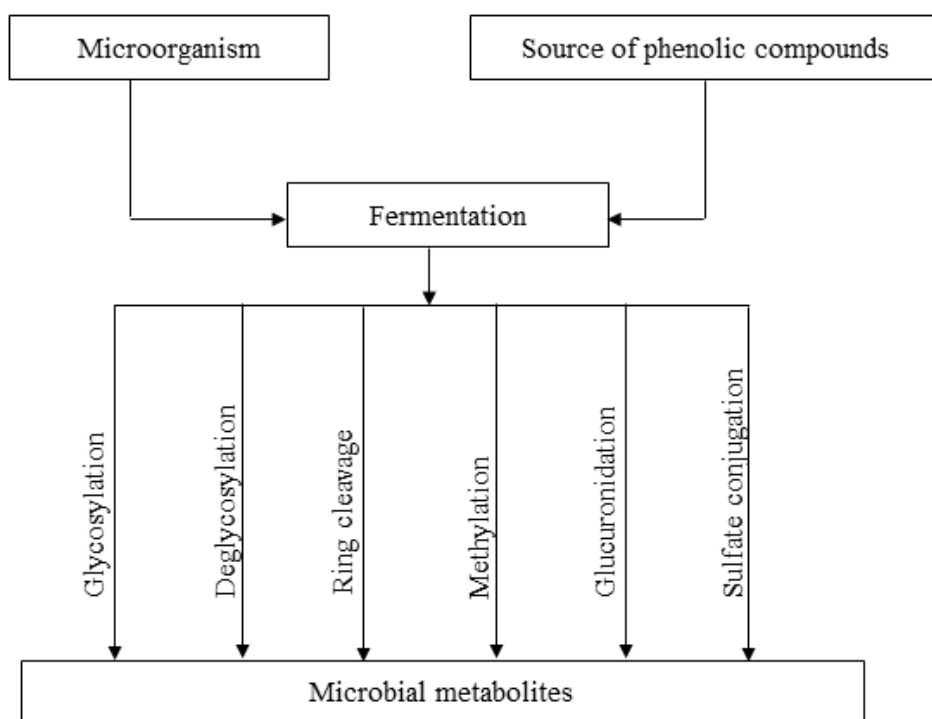 Microorganism
Source of phenolic compounds
Fermentation
Glycosylation
Deglycosylation
Ring cleavage
Methylation
Glucuronidation
Sulfate conjugation
Microbial metabolites